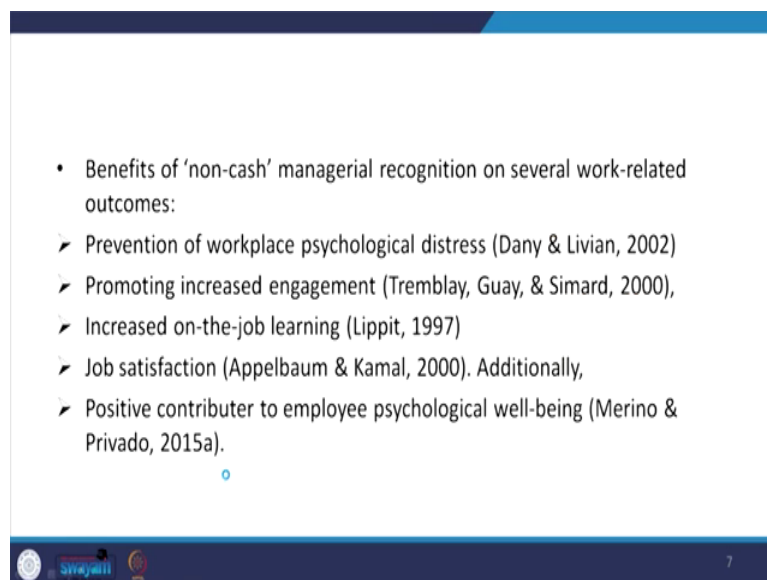 • Benefits of ‘non-cash’ managerial recognition on several work-related
outcomes:
➤ Prevention of workplace psychological distress (Dany & Livian, 2002)
➤ Promoting increased engagement (Tremblay, Guay, & Simard, 2000),
➤ Increased on-the-job learning (Lippit, 1997)
➤ Job satisfaction (Appelbaum & Kamal, 2000). Additionally,
➤ Positive contributer to employee psychological well-being (Merino &
Privado, 2015a).
swayam
7